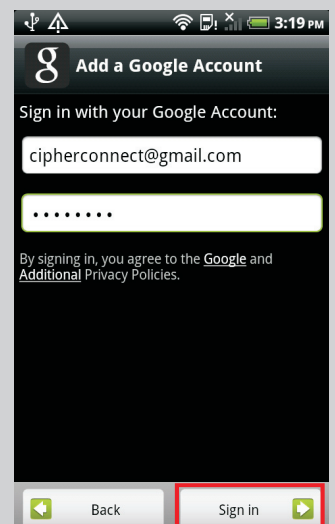 3:19 PM
g Add a Google Account
Sign in with your Google Account:
cipherconnect@gmail.com
••••••••
By signing in, you agree to the Google and
Additional Privacy Policies.
Back Sign in